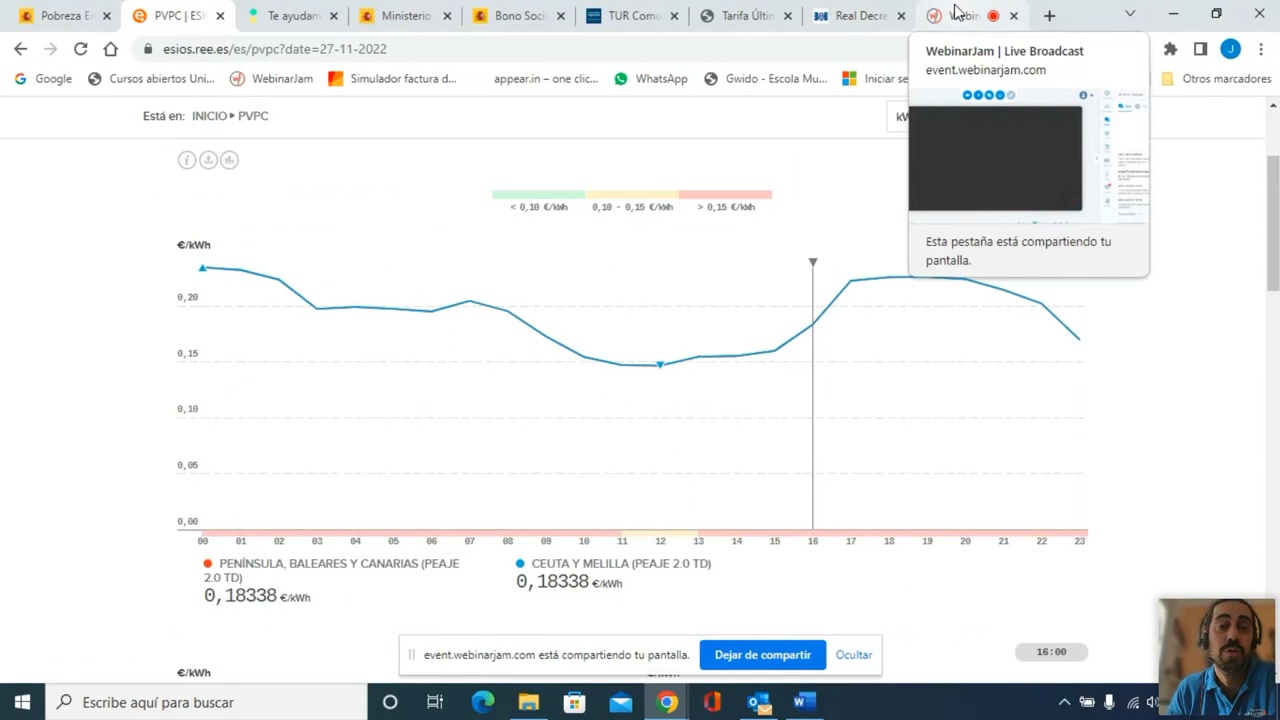 Pobreza E
PVPC | ESI
Te ayudam
Ministerio
Bono Soci
TUR Comu
Tarifa Últin
Real Decre
Webin
esios.ree.es/es/pvpc?date=27-11-2022
J
Google
Cursos abiertos Uni...
WebinarJam
Simulador factura d...
appear.in – one clic...
WhatsApp
Gwido - Escola Mu...
Iniciar se
Otros marcadores
WebinarJam | Live Broadcast
event.webinarjam.com
Esta pestaña está compartiendo tu
pantalla.
Está en: INICIO PVPC
kW
< 0,10 €/kWh
0,10 - 0,15 €/kWh
> 0,15 €/kWh
€/kWh
0,20
0,15
0,10
0,05
0,00
00 01 02 03 04 05 06 07 08 09 10 11 12 13 14 15 16 17 18 19 20 21 22 23
PENÍNSULA, BALEARES Y CANARIAS (PEAJE
2.0 TD)
0,18338 €/kWh
CEUTA Y MELILLA (PEAJE 2.0 TD)
0,18338 €/kWh
event.webinarjam.com está compartiendo tu pantalla.
Dejar de compartir
Ocultar
16:00
€/kWh
Escribe aquí para buscar